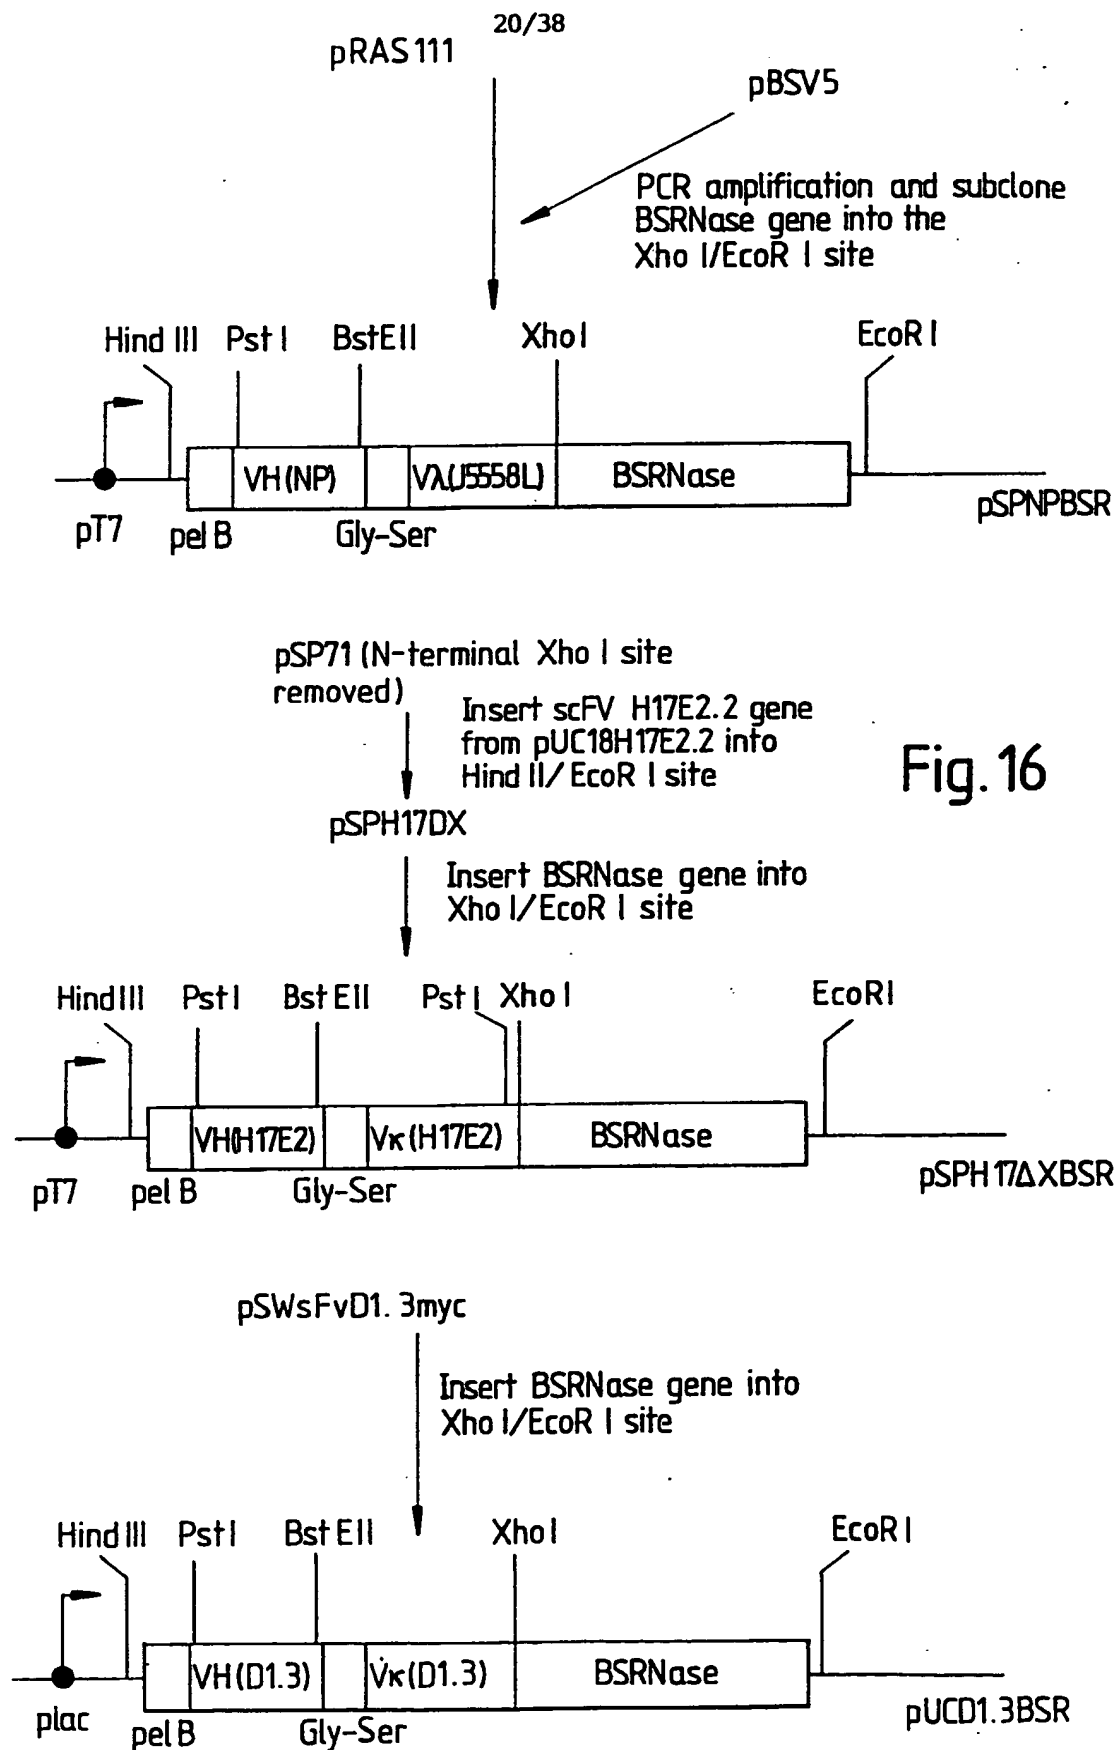 20/38
pRAS111
pBSV5
PCR amplification and subclone
BSRNase gene into the
Xho I/EcoR I site
Hind III Pst I BstEII Xho I EcoR I
VH(NP) Vλ(J5558L) BSRNase
pT7 pel B Gly-Ser pSPNPBSR
pSP71 (N-terminal Xho I site
removed)
Insert scFV H17E2.2 gene
from pUC18H17E2.2 into
Hind II/EcoR I site
Fig. 16
pSPH17DX
Insert BSRNase gene into
Xho I/EcoR I site
Hind III Pst I Bst EII Pst I Xho I EcoRI
VH(H17E2) Vκ(H17E2) BSRNase
pT7 pel B Gly-Ser pSPH17ΔXBSR
pSWsFvD1.3myc
Insert BSRNase gene into
Xho I/EcoR I site
Hind III Pst I Bst EII Xho I EcoR I
VH(D1.3) Vκ(D1.3) BSRNase
plac pel B Gly-Ser pUCD1.3BSR